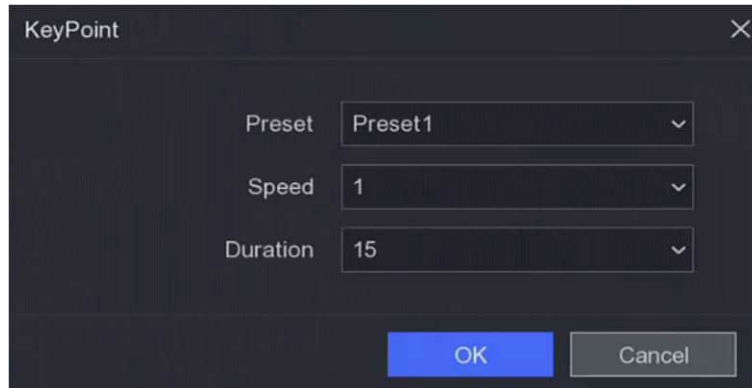 KeyPoint
Preset Preset1
Speed 1
Duration 15
OK Cancel